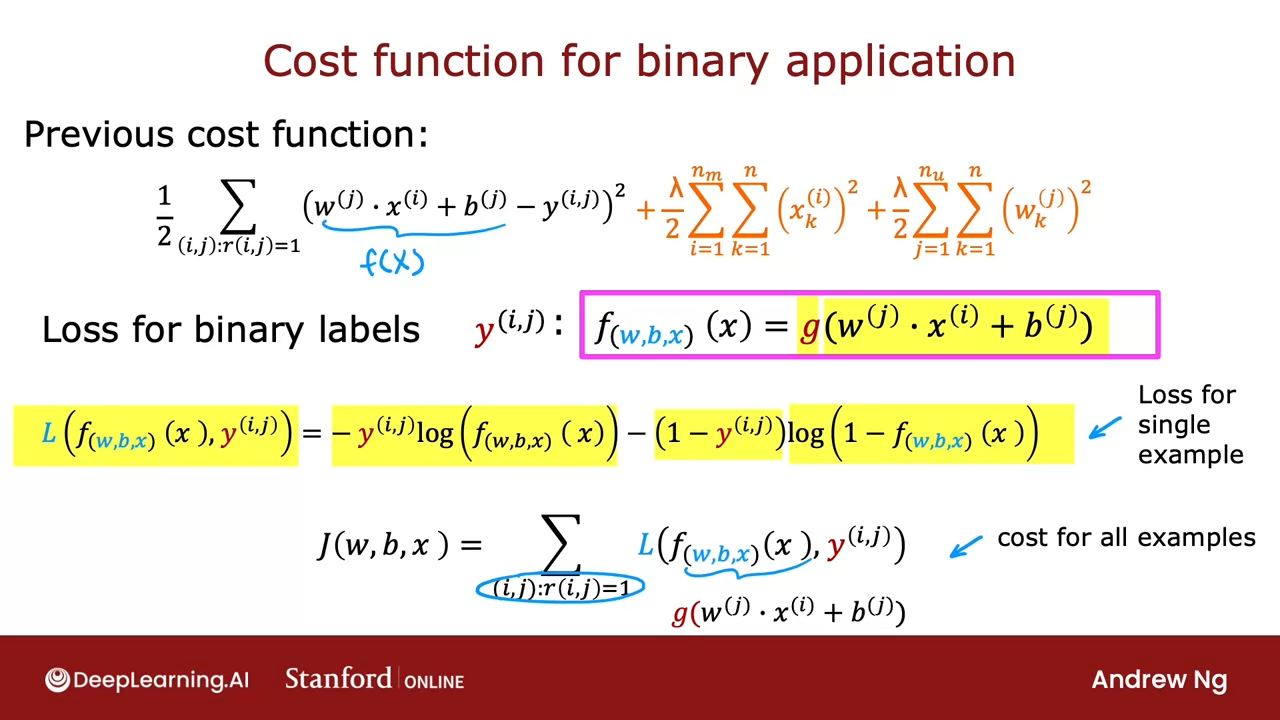 Cost function for binary application
Previous cost function:
$\frac{1}{2} \sum_{(i,j):r(i,j)=1} (w^{(j)} \cdot x^{(i)} + b^{(j)} - y^{(i,j)})^2 + \frac{\lambda}{2} \sum_{i=1}^{n_m} \sum_{k=1}^{n} (x_k^{(i)})^2 + \frac{\lambda}{2} \sum_{j=1}^{n_u} \sum_{k=1}^{n} (w_k^{(j)})^2$
f(x)
Loss for binary labels $y^{(i,j)}$: $f_{(w,b,x)}(x) = g(w^{(j)} \cdot x^{(i)} + b^{(j)})$
$L(f_{(w,b,x)}(x), y^{(i,j)}) = -y^{(i,j)} \log(f_{(w,b,x)}(x)) - (1 - y^{(i,j)}) \log(1 - f_{(w,b,x)}(x))$
Loss for
single
example
$J(w,b,x) = \sum_{(i,j):r(i,j)=1} L(f_{(w,b,x)}(x), y^{(i,j)})$
cost for all examples
$g(w^{(j)} \cdot x^{(i)} + b^{(j)})$
DeepLearning.AI Stanford | ONLINE Andrew Ng